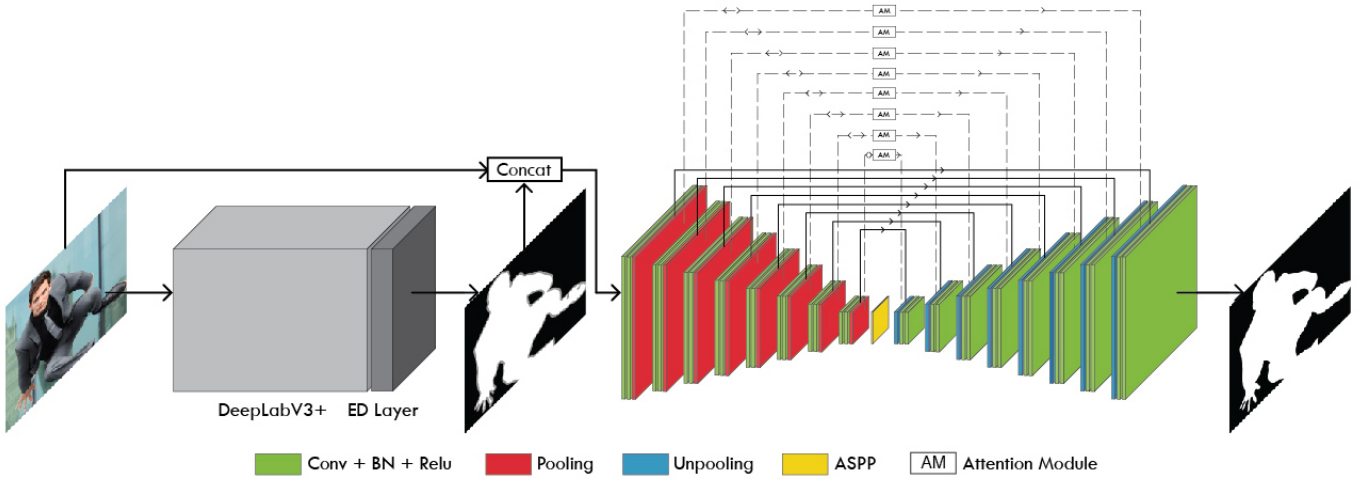 AM
AM
AM
AM
AM
AM
AM
AM
Concat
DeepLabV3+ ED Layer
Conv + BN + Relu Pooling Unpooling ASPP AM Attention Module